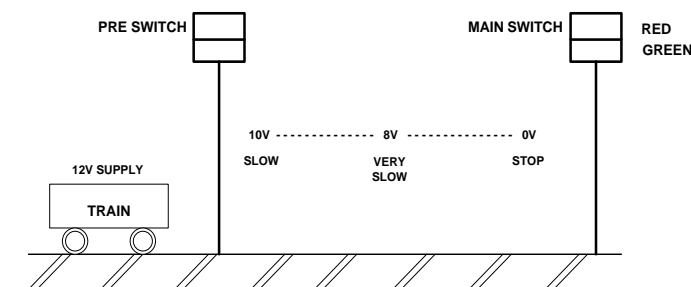 PRE SWITCH
MAIN SWITCH
RED
GREEN
10V
8V
0V
SLOW
VERY
SLOW
STOP
12V SUPPLY
TRAIN